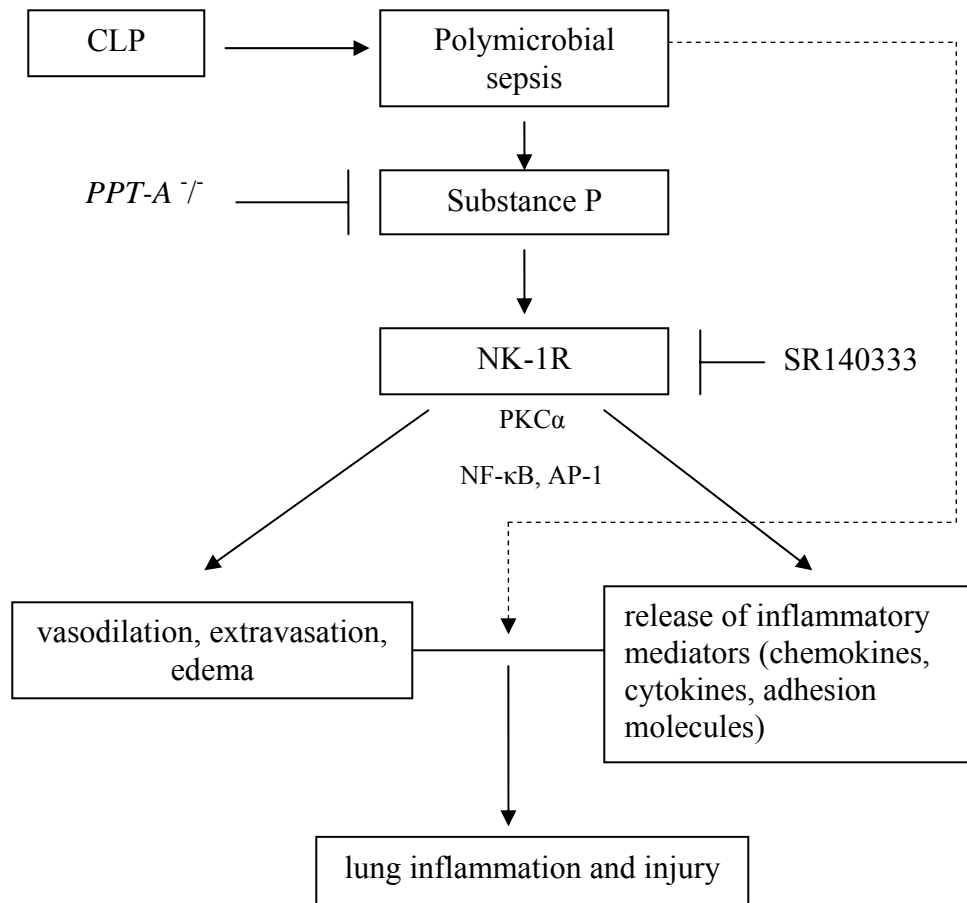 CLP
Polymicrobial
sepsis
PPT-A -/-
Substance P
NK-1R
SR140333
PKCα
NF-κB, AP-1
vasodilation, extravasation,
edema
release of inflammatory
mediators (chemokines,
cytokines, adhesion
molecules)
lung inflammation and injury